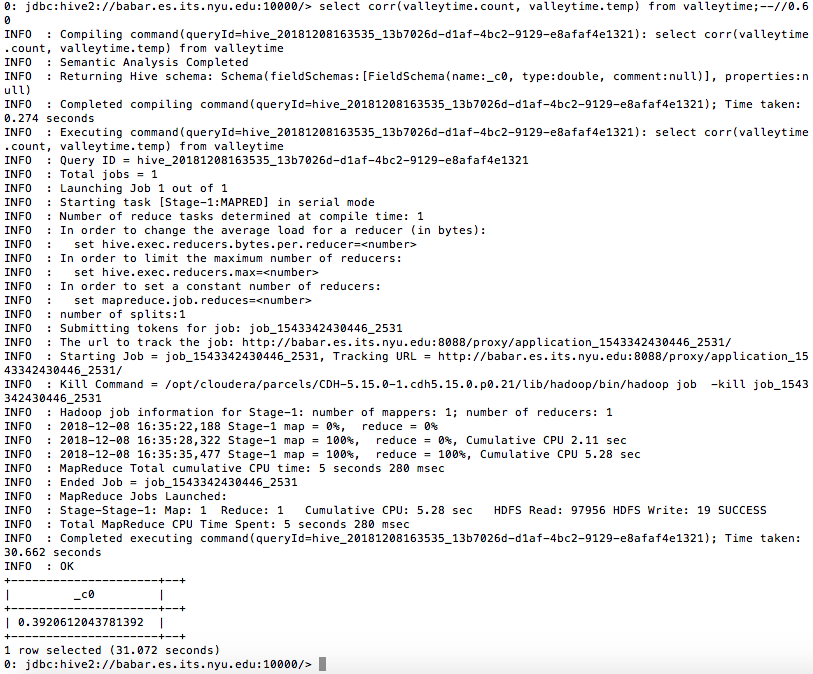 0: jdbc:hive2://babar.es.its.nyu.edu:10000/> select corr(valleytime.count, valleytime.temp) from valleytime;--//0.6
0
INFO  : Compiling command(queryId=hive_20181208163535_13b7026d-d1af-4bc2-9129-e8afaf4e1321): select corr(valleytime
.count, valleytime.temp) from valleytime
INFO  : Semantic Analysis Completed
INFO  : Returning Hive schema: Schema(fieldSchemas:[FieldSchema(name:_c0, type:double, comment:null)], properties:n
ull)
INFO  : Completed compiling command(queryId=hive_20181208163535_13b7026d-d1af-4bc2-9129-e8afaf4e1321); Time taken:
0.274 seconds
INFO  : Executing command(queryId=hive_20181208163535_13b7026d-d1af-4bc2-9129-e8afaf4e1321): select corr(valleytime
.count, valleytime.temp) from valleytime
INFO  : Query ID = hive_20181208163535_13b7026d-d1af-4bc2-9129-e8afaf4e1321
INFO  : Total jobs = 1
INFO  : Launching Job 1 out of 1
INFO  : Starting task [Stage-1:MAPRED] in serial mode
INFO  : Number of reduce tasks determined at compile time: 1
INFO  : In order to change the average load for a reducer (in bytes):
INFO  :   set hive.exec.reducers.bytes.per.reducer=<number>
INFO  : In order to limit the maximum number of reducers:
INFO  :   set hive.exec.reducers.max=<number>
INFO  : In order to set a constant number of reducers:
INFO  :   set mapreduce.job.reduces=<number>
INFO  : number of splits:1
INFO  : Submitting tokens for job: job_1543342430446_2531
INFO  : The url to track the job: http://babar.es.its.nyu.edu:8088/proxy/application_1543342430446_2531/
INFO  : Starting Job = job_1543342430446_2531, Tracking URL = http://babar.es.its.nyu.edu:8088/proxy/application_15
43342430446_2531/
INFO  : Kill Command = /opt/cloudera/parcels/CDH-5.15.0-1.cdh5.15.0.p0.21/lib/hadoop/bin/hadoop job  -kill job_1543
342430446_2531
INFO  : Hadoop job information for Stage-1: number of mappers: 1; number of reducers: 1
INFO  : 2018-12-08 16:35:22,188 Stage-1 map = 0%,  reduce = 0%
INFO  : 2018-12-08 16:35:28,322 Stage-1 map = 100%,  reduce = 0%, Cumulative CPU 2.11 sec
INFO  : 2018-12-08 16:35:35,477 Stage-1 map = 100%,  reduce = 100%, Cumulative CPU 5.28 sec
INFO  : MapReduce Total cumulative CPU time: 5 seconds 280 msec
INFO  : Ended Job = job_1543342430446_2531
INFO  : MapReduce Jobs Launched:
INFO  : Stage-Stage-1: Map: 1  Reduce: 1   Cumulative CPU: 5.28 sec   HDFS Read: 97956 HDFS Write: 19 SUCCESS
INFO  : Total MapReduce CPU Time Spent: 5 seconds 280 msec
INFO  : Completed executing command(queryId=hive_20181208163535_13b7026d-d1af-4bc2-9129-e8afaf4e1321); Time taken:
30.662 seconds
INFO  : OK
+---------------------+--+
|         _c0         |
+---------------------+--+
| 0.3920612043781392  |
+---------------------+--+
1 row selected (31.072 seconds)
0: jdbc:hive2://babar.es.its.nyu.edu:10000/>